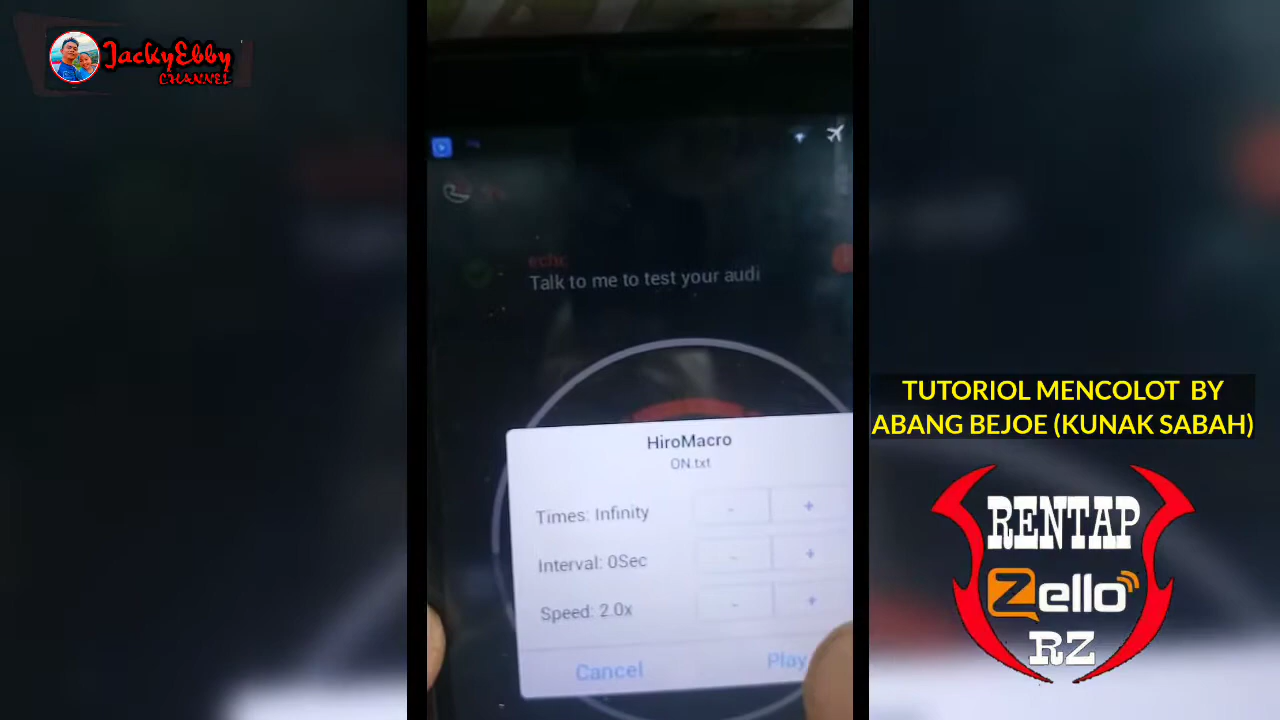 JackyEbby
CHANNEL
echo
Talk to me to test your audi
HiroMacro
ON.txt
Times: Infinity
- +
Interval: 0Sec
- +
Speed: 2.0x
- +
Cancel
Play
TUTORIOL MENCOLOT BY
ABANG BEJOE (KUNAK SABAH)
RENTAP
Zello
RZ